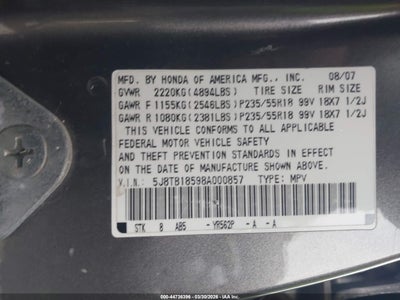 MFD. BY HONDA OF AMERICA MFG., INC. 08/07
GVWR 2220KG(4894LBS) TIRE SIZE RIM SIZE
GAWR F 1155KG(2546LBS)P235/55R18 99V 18X7 1/2J
GAWR R 1080KG(2381LBS)P235/55R18 99V 18X7 1/2J
THIS VEHICLE CONFORMS TO ALL APPLICABLE
FEDERAL MOTOR VEHICLE SAFETY
AND THEFT PREVENTION STANDARDS IN EFFECT
ON THE DATE OF MANUFACTURE SHOWN ABOVE.
V.I.N.: 5J8TB18598A000857 TYPE: MPV
STK 8 AB5 -YR562P -A -A
000-44736396 (03/30/2026 -